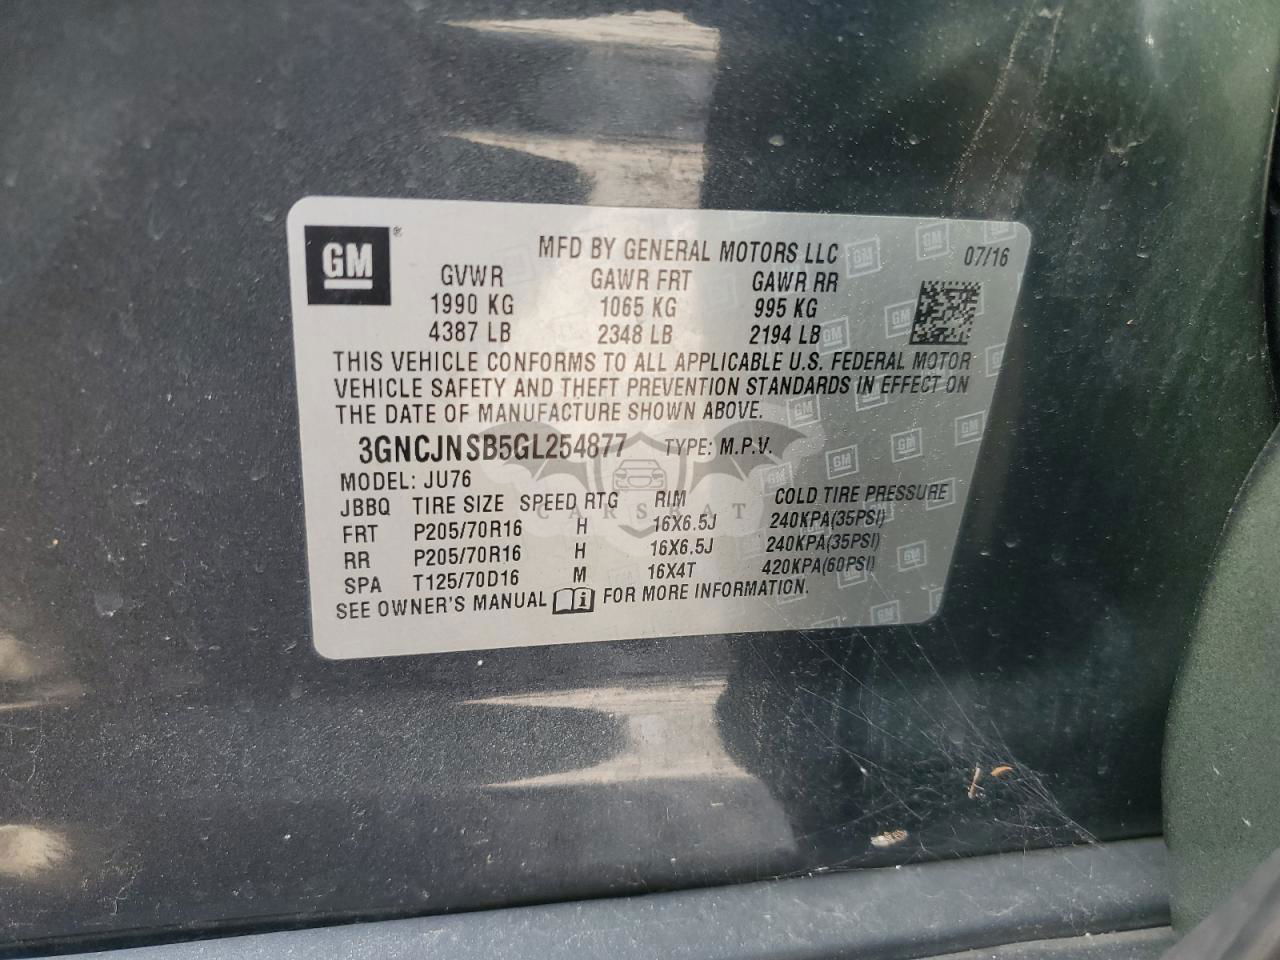 GM ® MFD BY GENERAL MOTORS LLC 07/16
GVWR GAWR FRT GAWR RR
1990 KG 1065 KG 995 KG
4387 LB 2348 LB 2194 LB
THIS VEHICLE CONFORMS TO ALL APPLICABLE U.S. FEDERAL MOTOR
VEHICLE SAFETY AND THEFT PREVENTION STANDARDS IN EFFECT ON
THE DATE OF MANUFACTURE SHOWN ABOVE.
3GNCJNSB5GL254877 TYPE: M.P.V.
MODEL: JU76
JBBQ TIRE SIZE SPEED RTG RIM COLD TIRE PRESSURE
CARSBAT
FRT P205/70R16 H 16X6.5J 240KPA(35PSI)
RR P205/70R16 H 16X6.5J 240KPA(35PSI)
SPA T125/70D16 M 16X4T 420KPA(60PSI)
SEE OWNER'S MANUAL i FOR MORE INFORMATION.